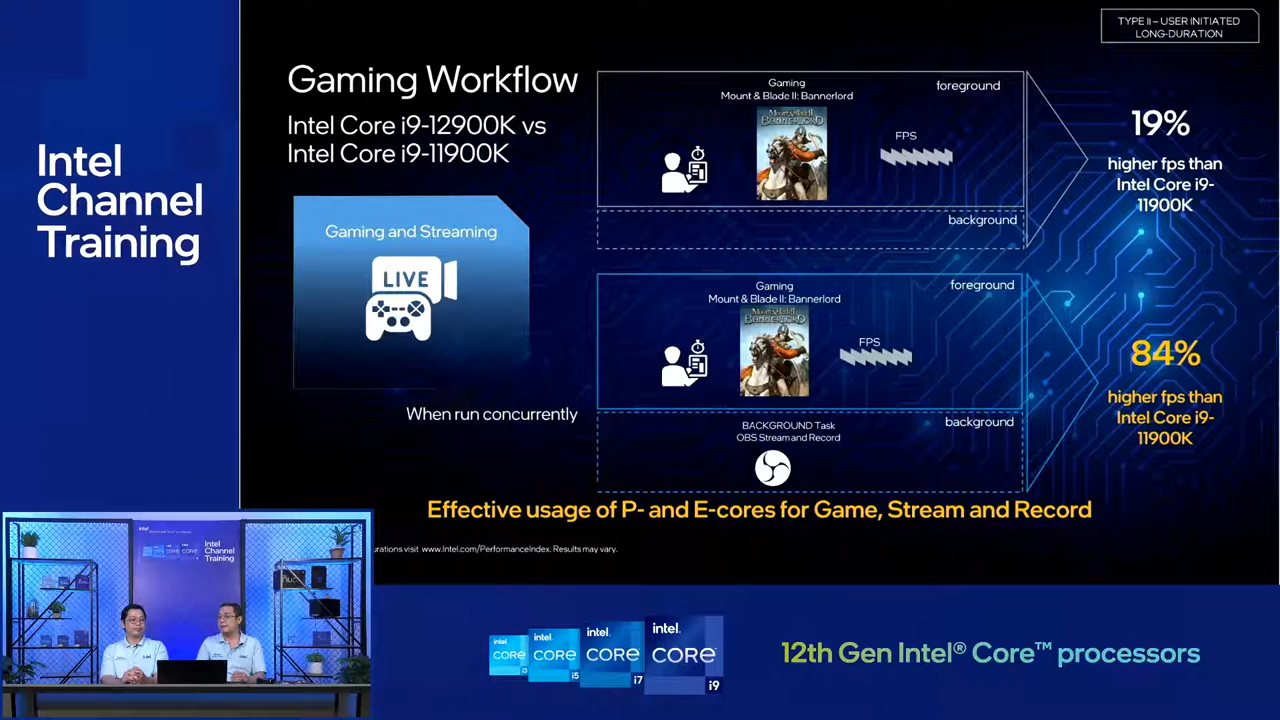 TYPE II – USER INITIATED
LONG-DURATION
Intel
Channel
Training
Gaming Workflow
Intel Core i9-12900K vs
Intel Core i9-11900K
Gaming and Streaming
LIVE
When run concurrently
Gaming
Mount & Blade II: Bannerlord
foreground
FPS
background
19%
higher fps than
Intel Core i9-
11900K
Gaming
Mount & Blade II: Bannerlord
foreground
BANNERLORD
FPS
BACKGROUND Task
OBS Stream and Record
background
84%
higher fps than
Intel Core i9-
11900K
Effective usage of P- and E-cores for Game, Stream and Record
visit www.Intel.com/PerformanceIndex. Results may vary.
Intel
Channel
Training
intel.
CORE
i3
intel.
CORE
i5
intel.
CORE
i7
intel.
CORE
i9
12th Gen Intel® Core™ processors